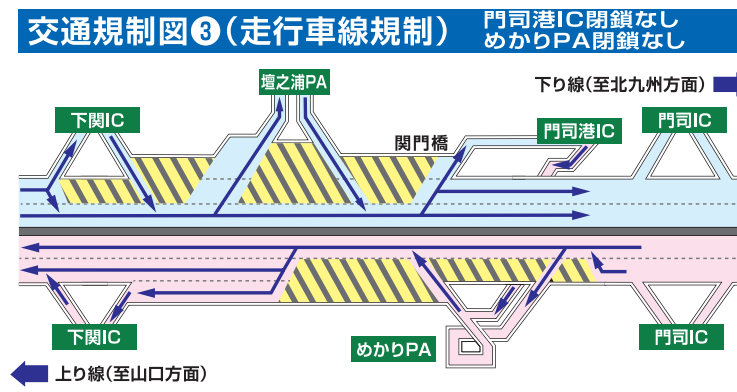 交通規制図❸(走行車線規制)
門司港IC閉鎖なし
めかりPA閉鎖なし
壇之浦PA
下り線(至北九州方面)
下関IC
関門橋
門司港IC
門司IC
下関IC
めかりPA
門司IC
上り線(至山口方面)